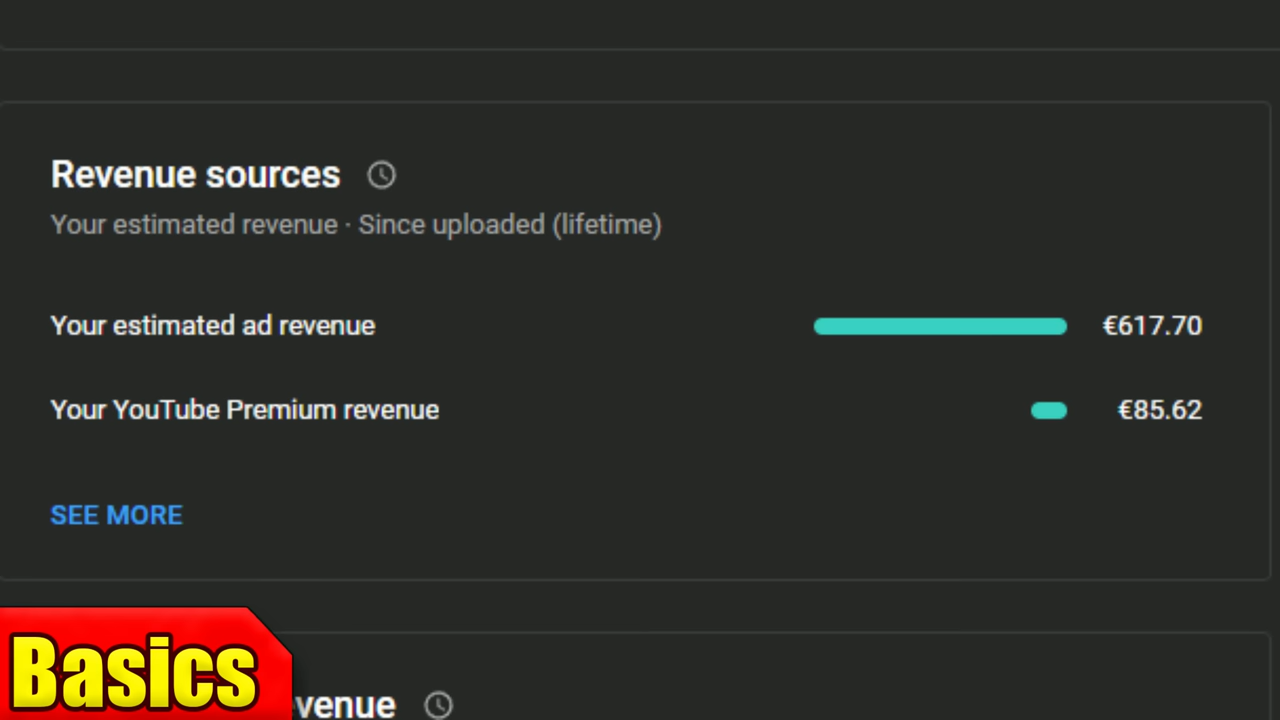 Revenue sources
Your estimated revenue · Since uploaded (lifetime)
Your estimated ad revenue €617.70
Your YouTube Premium revenue €85.62
SEE MORE
Basics